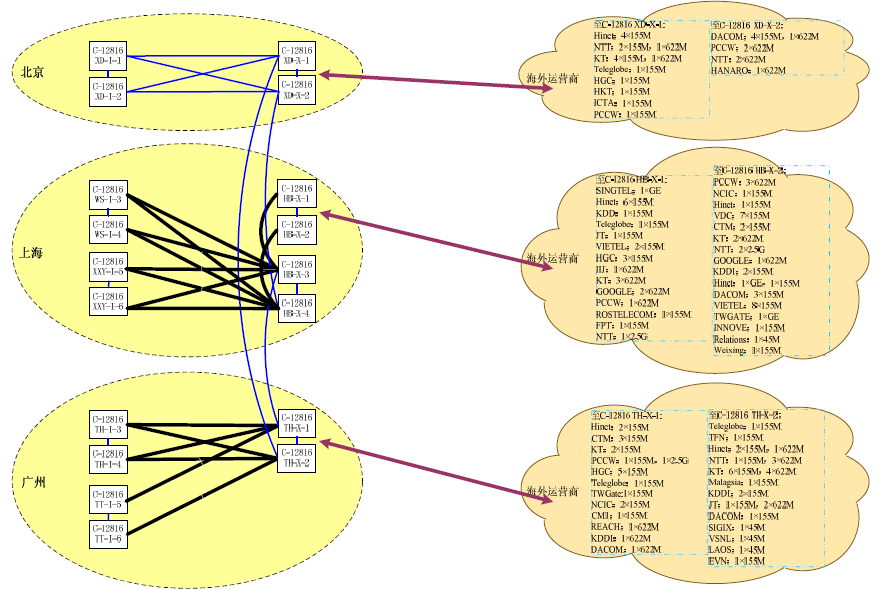 北京
C-12816
XD-I-1
C-12816
XD-I-2
C-12816
XD-X-1
C-12816
XD-X-2
海外运营商
至C-12816 XD-X-1：
Hinet：4×155M
NTT：2×155M，1×622M
KT：4×155M，1×622M
Teleglobe：1×155M
HGC：1×155M
HKT：1×155M
ICTA：1×155M
PCCW：1×155M
至C-12816 XD-X-2：
DACOM：4×155M，1×622M
PCCW：2×622M
NTT：2×622M
HANARO：1×622M
上海
C-12816
WS-I-3
C-12816
WS-I-4
C-12816
XXY-I-5
C-12816
XXY-I-6
C-12816
HB-X-1
C-12816
HB-X-2
C-12816
HB-X-3
C-12816
HB-X-4
海外运营商
至C-12816 HB-X-1：
SINGTEL：1×GE
Hinet：6×155M
KDD：1×155M
Teleglobe：1×155M
JT：1×155M
VIETEL：2×155M
HGC：3×155M
IIJ：1×622M
KT：3×622M
GOOGLE：2×622M
PCCW：1×622M
ROSTELECOM：1×155M
FPT：1×155M
NTT：1×2.5G
至C-12816 HB-X-2：
PCCW：3×622M
NCIC：2×155M
Hinet：1×155M
VDC：7×155M
CTM：2×155M
KT：2×622M
NTT：2×2.5G
GOOGLE：1×622M
KDDI：2×155M
Hinet：1×GE，1×155M
DACOM：3×155M
VIETEL：8×155M
TWGATE：1×GE
INNOVE：1×155M
Relations：1×45M
Weixing：1×155M
广州
C-12816
TH-I-3
C-12816
TH-I-4
C-12816
TT-I-5
C-12816
TT-I-6
C-12816
TH-X-1
C-12816
TH-X-2
海外运营商
至C-12816 TH-X-1：
Hinet：2×155M
CTM：3×155M
KT：2×155M
PCCW：1×155M，1×2.5G
HGC：5×155M
Teleglobe：1×155M
TWGate:1×155M
NCIC：2×155M
CMI：1×155M
REACH：1×622M
KDDI：1×622M
DACOM：1×622M
至C-12816 TH-X-2：
Teleglobe：1×155M
TFN：1×155M
Hinet：2×155M，1×622M
NTT：1×155M，3×622M
KT：6×155M，4×622M
Malagsia：1×155M
KDDI：2×155M
JT：1×155M，2×622M
DACOM：1×155M
SIGIX：1×45M
VSNL：1×45M
LAOS：1×45M
EVN：1×155M